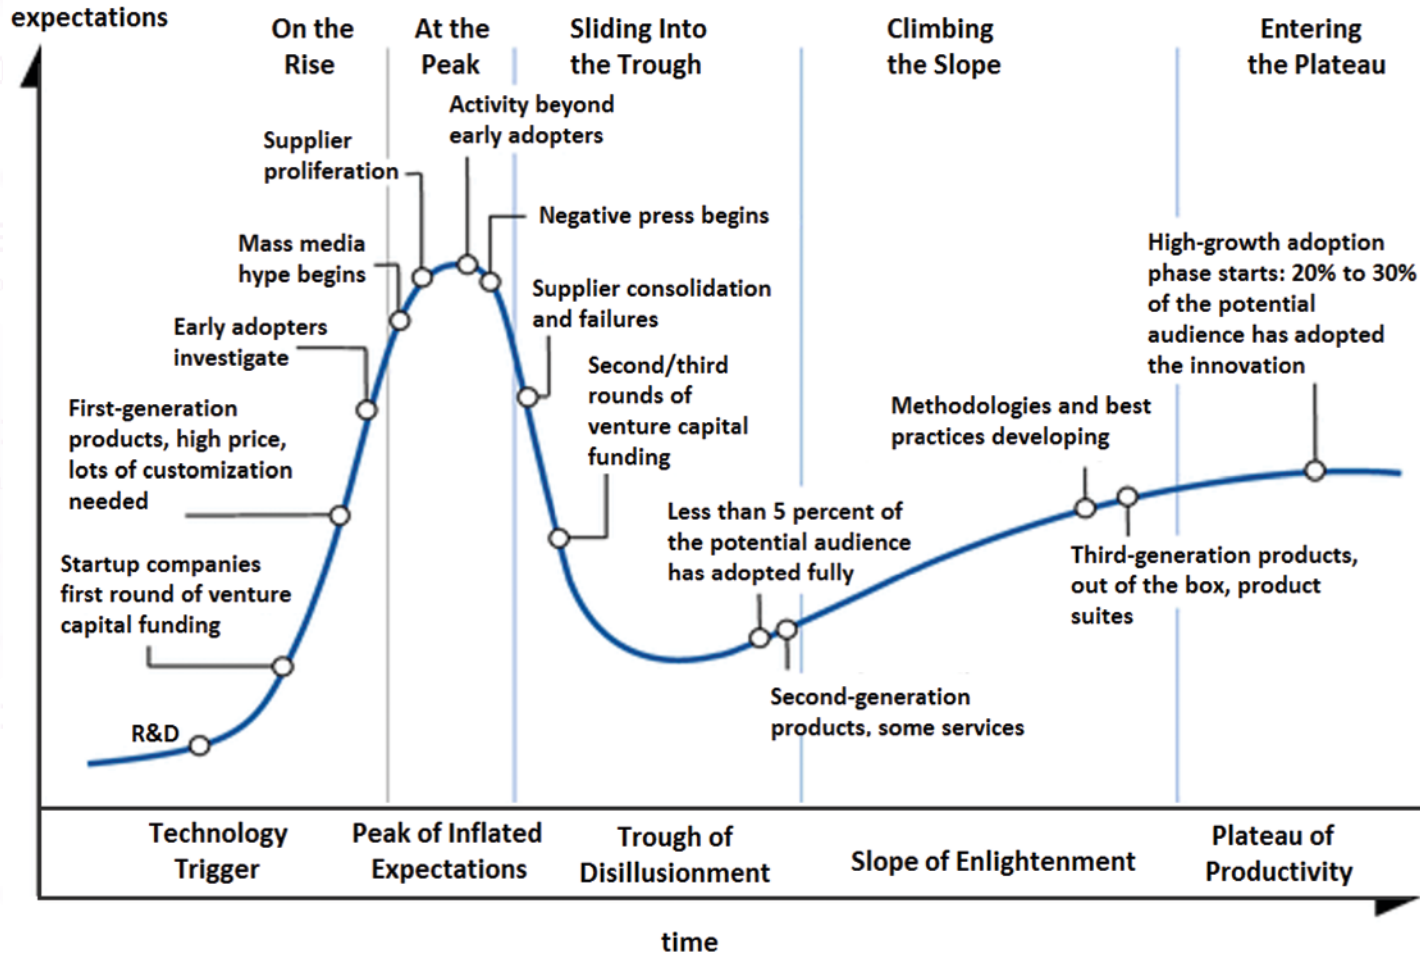 expectations
On the
Rise
At the
Peak
Sliding Into
the Trough
Climbing
the Slope
Entering
the Plateau
Activity beyond
early adopters
Supplier
proliferation
Negative press begins
Mass media
hype begins
High-growth adoption
phase starts: 20% to 30%
of the potential
audience has adopted
the innovation
Supplier consolidation
and failures
Early adopters
investigate
Second/third
rounds of
venture capital
funding
First-generation
products, high price,
lots of customization
needed
Methodologies and best
practices developing
Less than 5 percent of
the potential audience
has adopted fully
Startup companies
first round of venture
capital funding
Third-generation products,
out of the box, product
suites
Second-generation
products, some services
R&D
Technology
Trigger
Peak of Inflated
Expectations
Trough of
Disillusionment
Slope of Enlightenment
Plateau of
Productivity
time